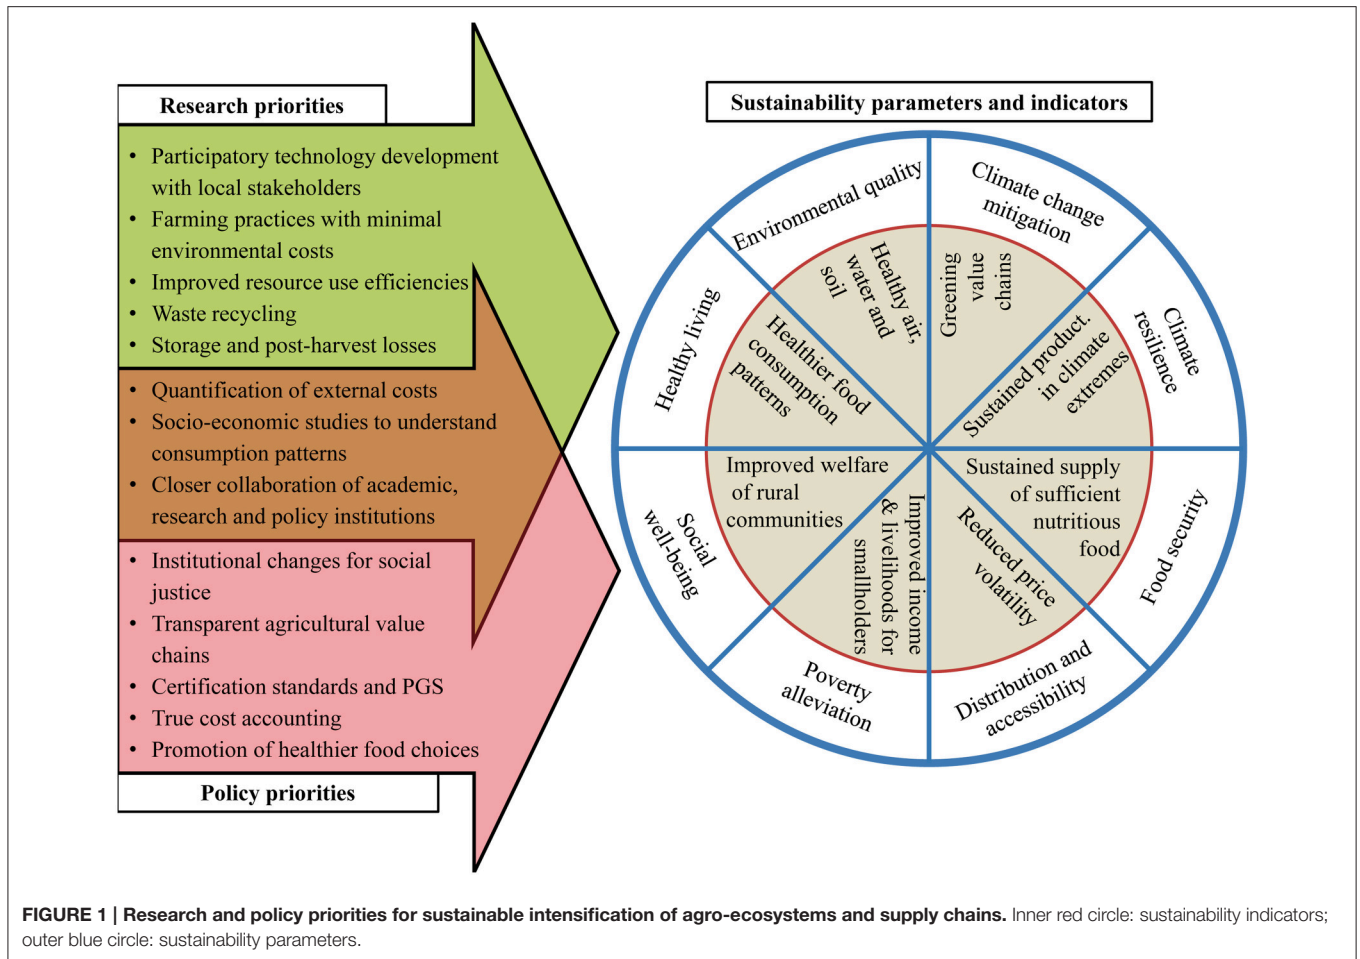 Research priorities
• Participatory technology development
with local stakeholders
• Farming practices with minimal
environmental costs
• Improved resource use efficiencies
• Waste recycling
• Storage and post-harvest losses
• Quantification of external costs
• Socio-economic studies to understand
consumption patterns
• Closer collaboration of academic,
research and policy institutions
• Institutional changes for social
justice
• Transparent agricultural value
chains
• Certification standards and PGS
• True cost accounting
• Promotion of healthier food choices
Policy priorities
Sustainability parameters and indicators
Environmental quality
Climate change
mitigation
Climate
resilience
Food security
Distribution and
accessibility
Poverty
alleviation
Social
well-being
Healthy living
Healthy air,
water and
soil
Greening
value
chains
Sustained product.
in climate
extremes
Sustained supply
of sufficient
nutritious
food
Reduced price
volatility
Improved income
& livelihoods for
smallholders
Improved welfare
of rural
communities
Healthier food
consumption
patterns
FIGURE 1 | Research and policy priorities for sustainable intensification of agro-ecosystems and supply chains. Inner red circle: sustainability indicators;
outer blue circle: sustainability parameters.